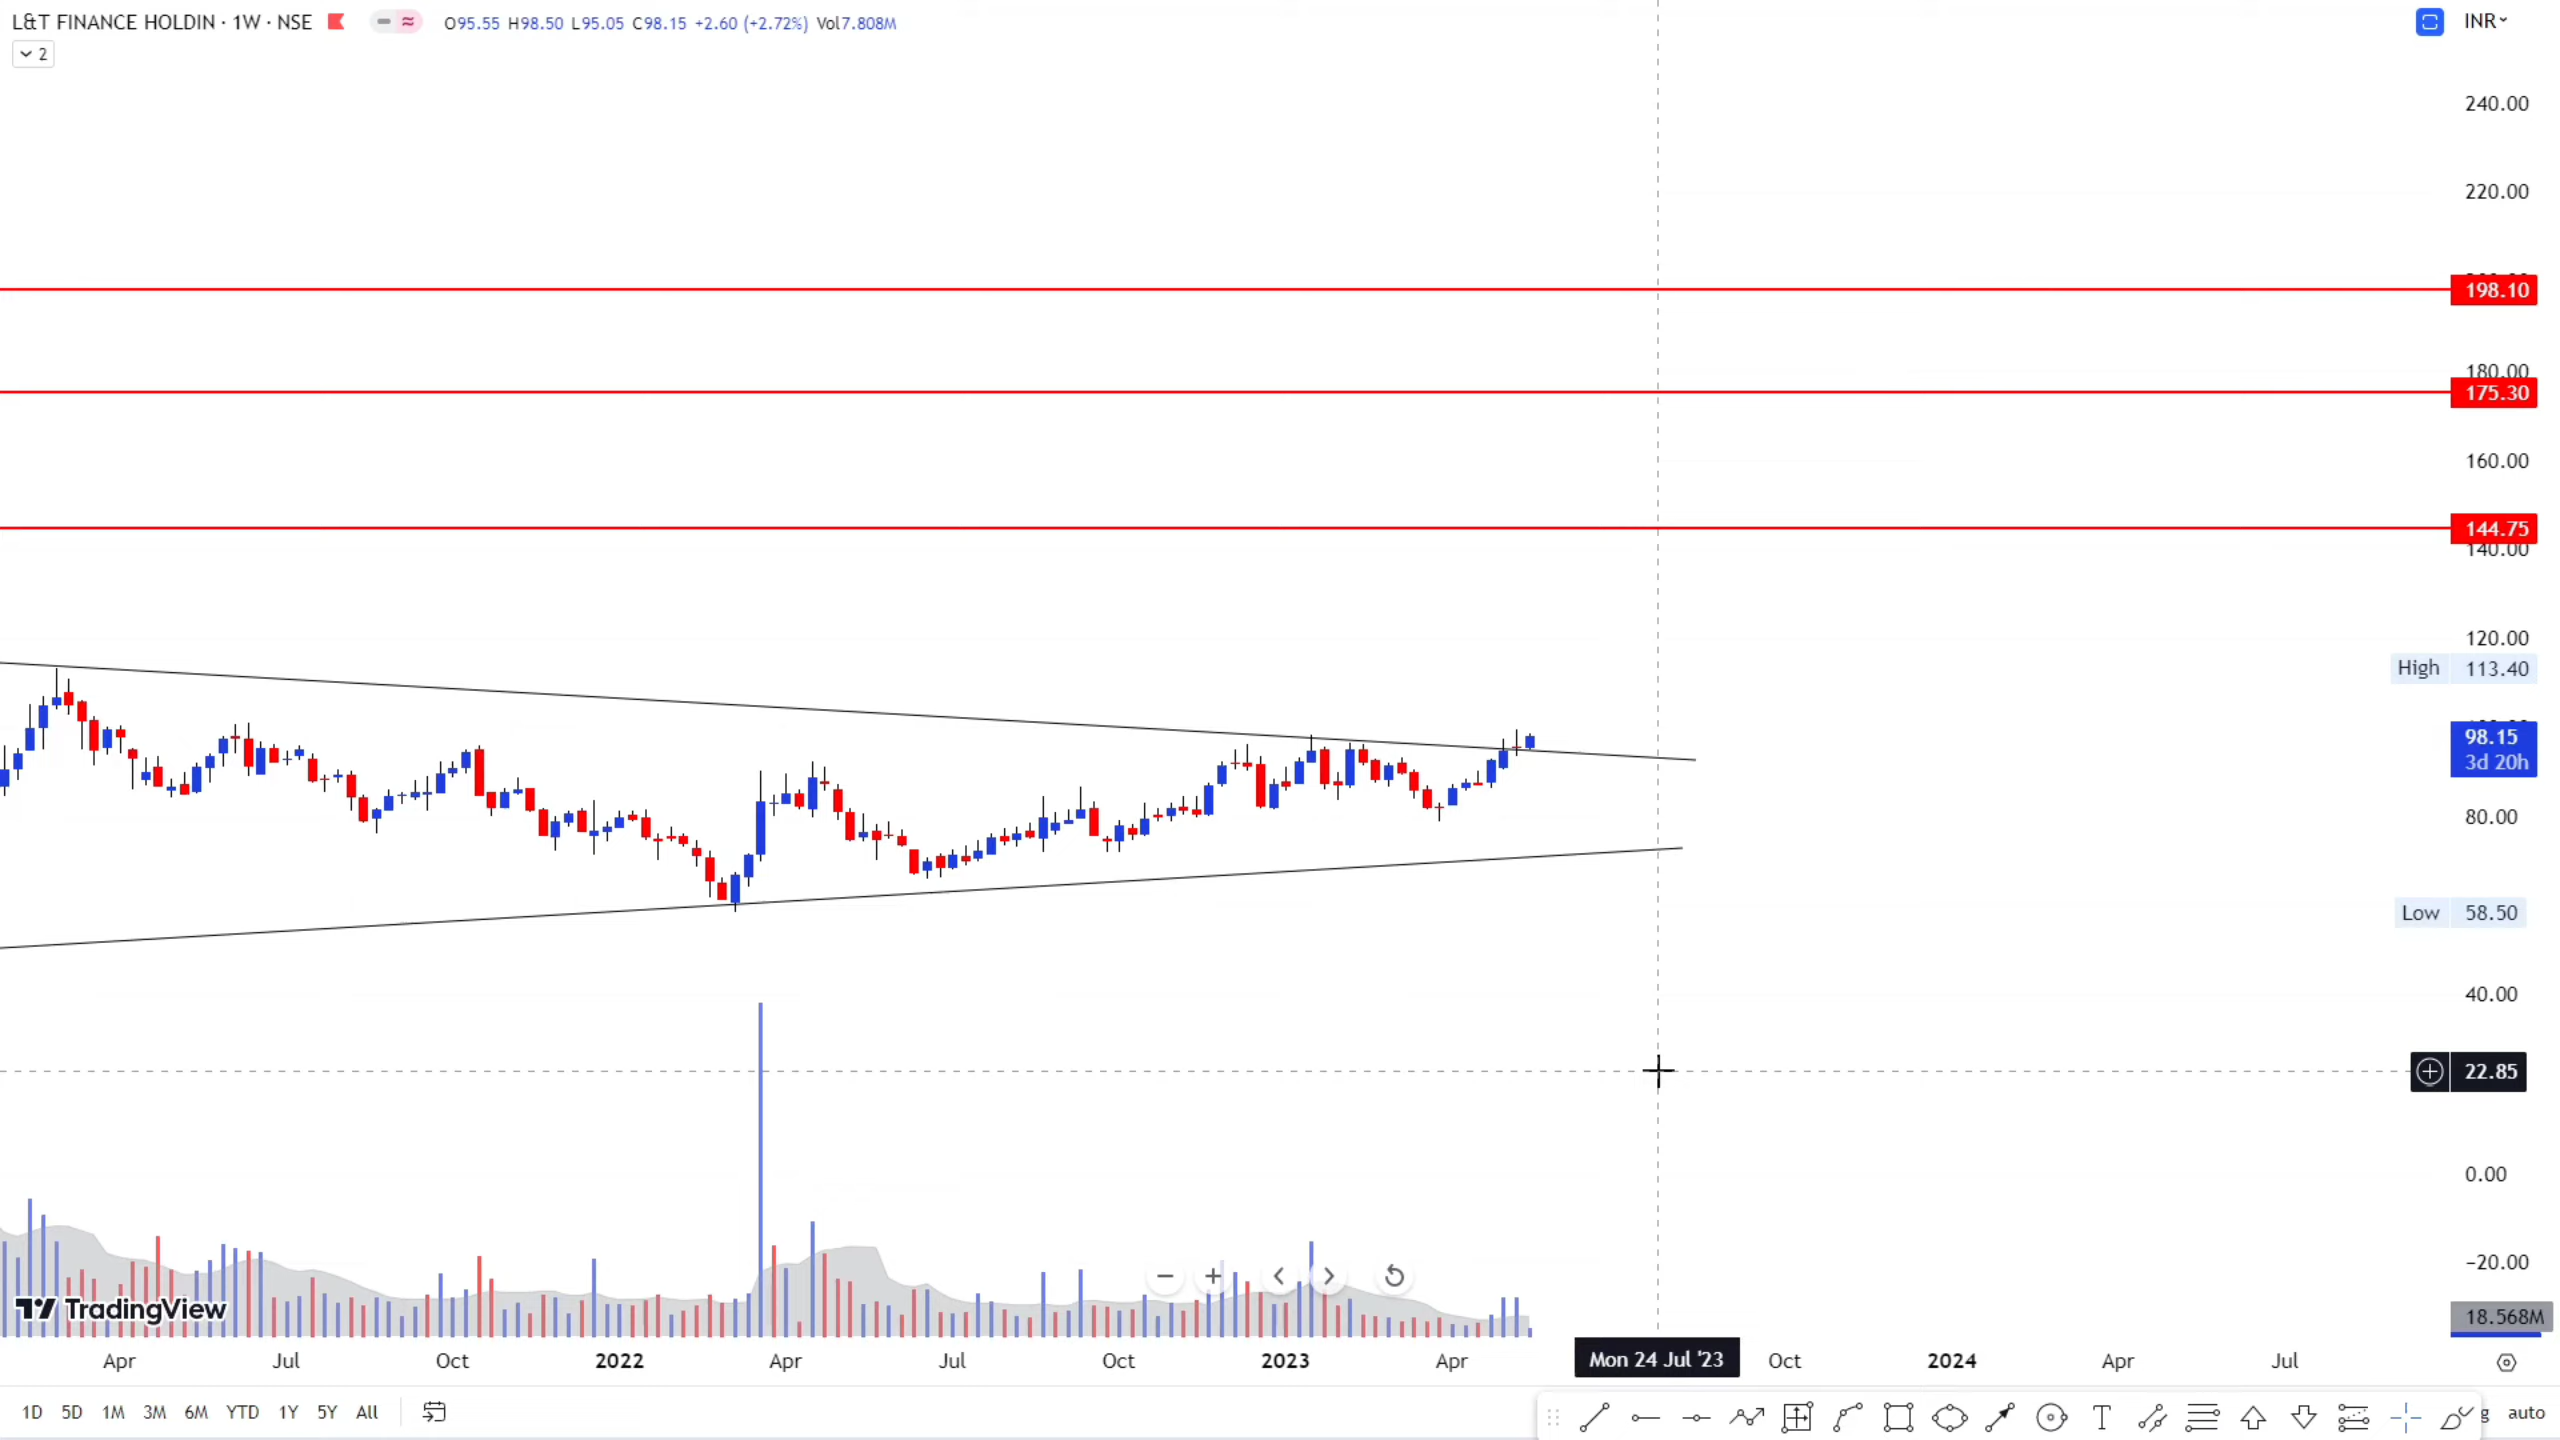 L&T FINANCE HOLDIN · 1W · NSE
O95.55 H98.50 L95.05 C98.15 +2.60 (+2.72%) Vol7.808M
INR
2
240.00
220.00
198.10
180.00
175.30
160.00
144.75
140.00
120.00
High 113.40
98.15
3d 20h
80.00
Low 58.50
40.00
22.85
0.00
−20.00
TradingView
18.568M
Apr Jul Oct 2022 Apr Jul Oct 2023 Apr Mon 24 Jul '23 Oct 2024 Apr Jul
1D 5D 1M 3M 6M YTD 1Y 5Y All
T
g auto